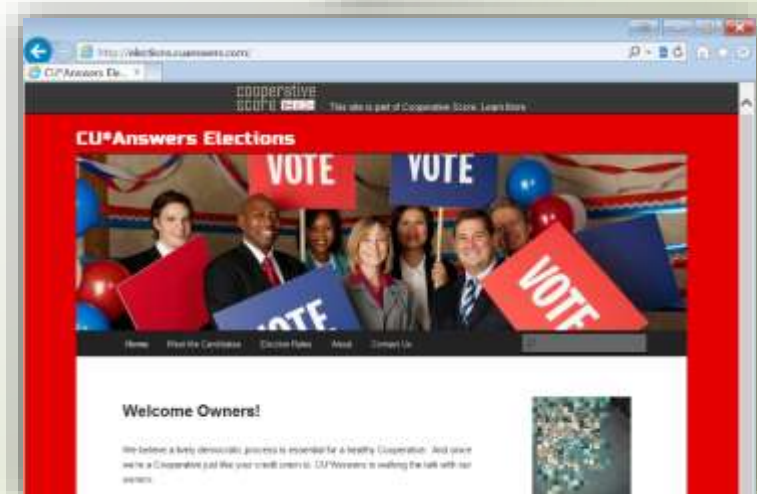 http://elections.cuanswers.com/
CU*Answers Ele...
cooperative
score
This site is part of Cooperative Score. Learn More
CU*Answers Elections
VOTE
VOTE
VOTE
VOTE
Home Meet the Candidates Election Rules About Contact Us
Welcome Owners!
We believe a lively democratic process is essential for a healthy Cooperative. And since
we're a Cooperative just like your credit union is, CU*Answers is walking the talk with our
owners.